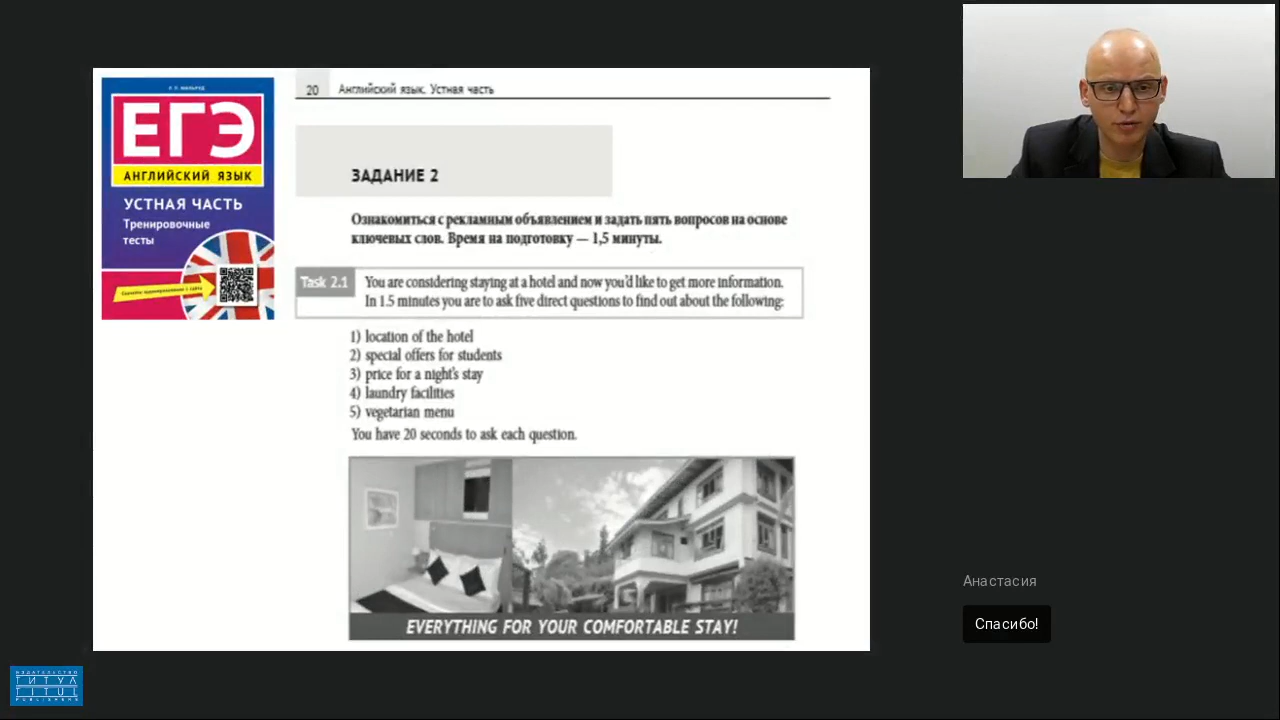 ЕГЭ
АНГЛИЙСКИЙ ЯЗЫК
УСТНАЯ ЧАСТЬ
Тренировочные
тесты
20 Английский язык. Устная часть
ЗАДАНИЕ 2
Ознакомиться с рекламным объявлением и задать пять вопросов на основе
ключевых слов. Время на подготовку — 1,5 минуты.
Task 2.1
You are considering staying at a hotel and now you'd like to get more information.
In 1.5 minutes you are to ask five direct questions to find out about the following:
1) location of the hotel
2) special offers for students
3) price for a night's stay
4) laundry facilities
5) vegetarian menu
You have 20 seconds to ask each question.
EVERYTHING FOR YOUR COMFORTABLE STAY!
Анастасия
Спасибо!
ИЗДАТЕЛЬСТВО
ТИТУЛ
TITUL
PUBLISHERS